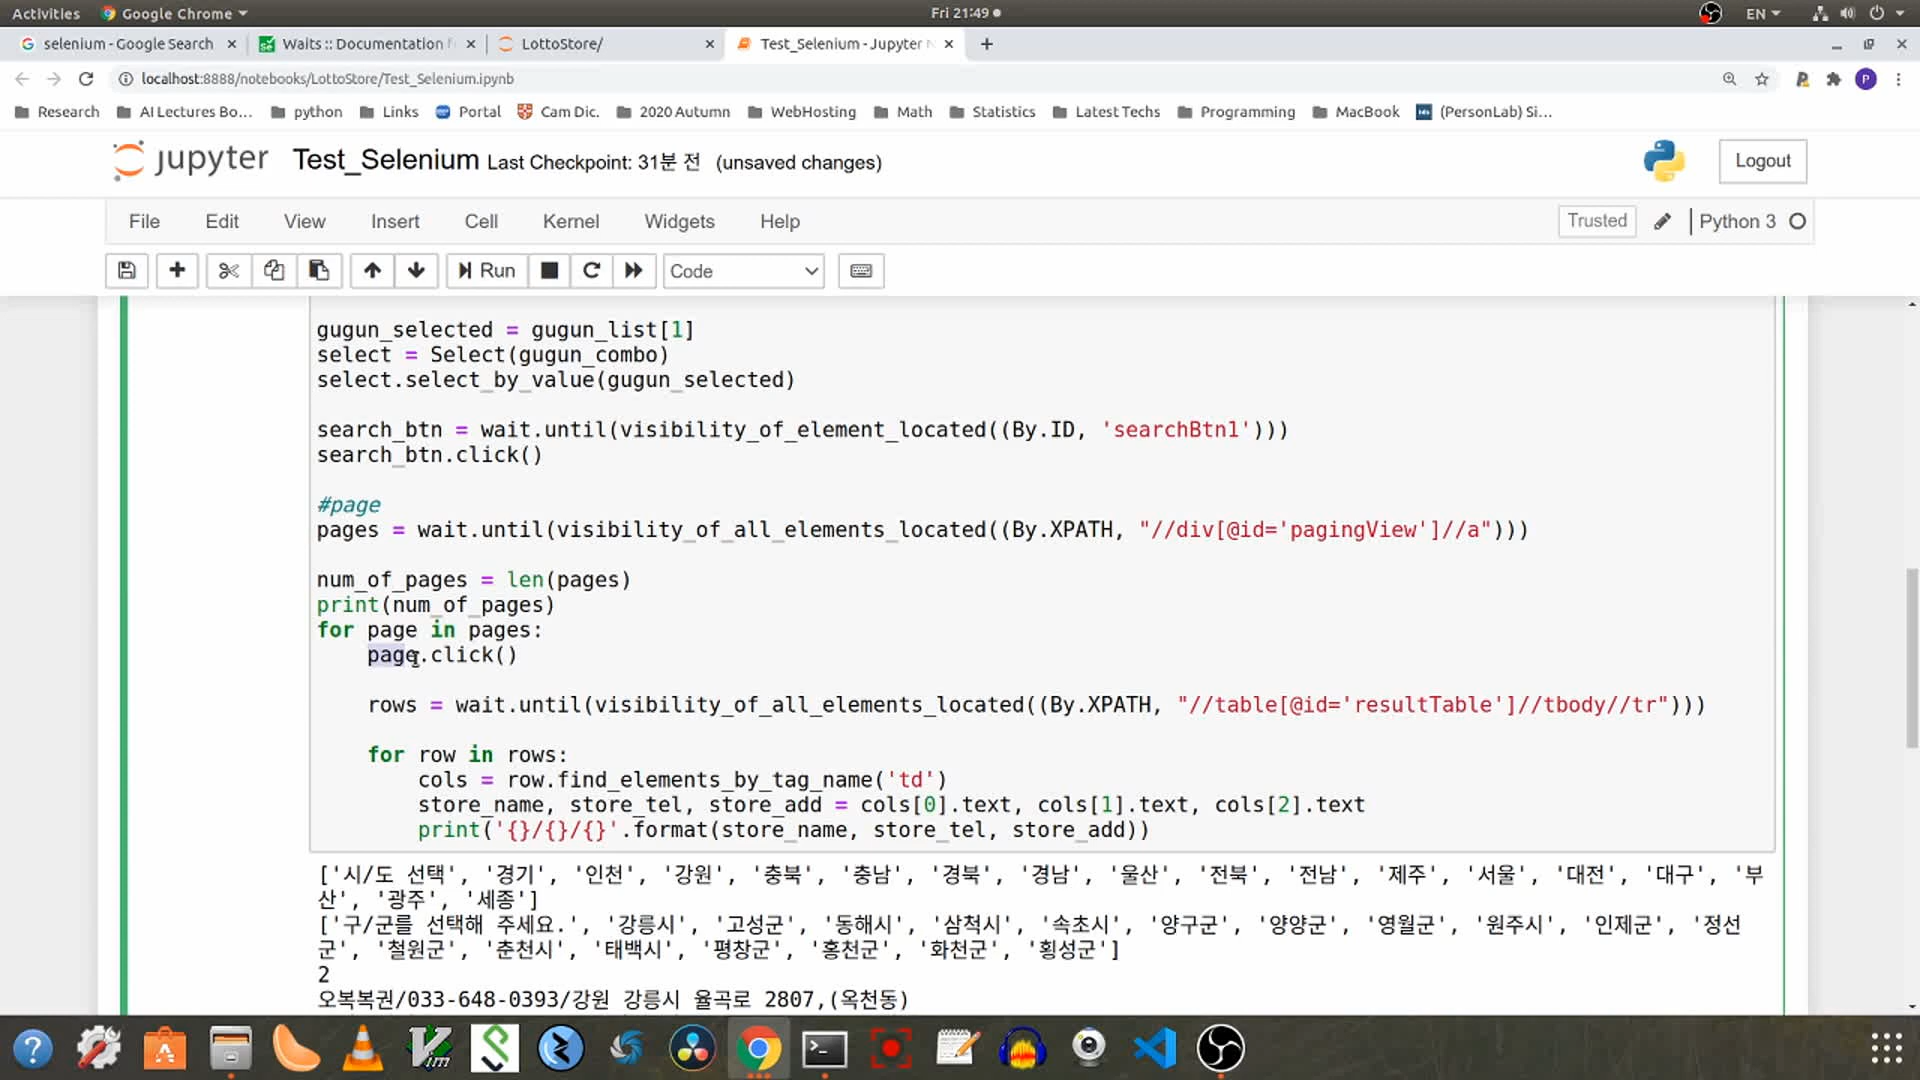 Activities Google Chrome Fri 21:49 EN
selenium - Google Search Waits :: Documentation f LottoStore/ Test_Selenium - Jupyter N
localhost:8888/notebooks/LottoStore/Test_Selenium.ipynb P
Research AI Lectures Bo... python Links Portal Cam Dic. 2020 Autumn WebHosting Math Statistics Latest Techs Programming MacBook (PersonLab) Si...
jupyter Test_Selenium Last Checkpoint: 31분 전 (unsaved changes) Logout
File Edit View Insert Cell Kernel Widgets Help Trusted Python 3
Run Code
gugun_selected = gugun_list[1]
select = Select(gugun_combo)
select.select_by_value(gugun_selected)
search_btn = wait.until(visibility_of_element_located((By.ID, 'searchBtn1')))
search_btn.click()
#page
pages = wait.until(visibility_of_all_elements_located((By.XPATH, "//div[@id='pagingView']//a")))
num_of_pages = len(pages)
print(num_of_pages)
for page in pages:
page.click()
rows = wait.until(visibility_of_all_elements_located((By.XPATH, "//table[@id='resultTable']//tbody//tr")))
for row in rows:
cols = row.find_elements_by_tag_name('td')
store_name, store_tel, store_add = cols[0].text, cols[1].text, cols[2].text
print('{}/{}/{}'.format(store_name, store_tel, store_add))
['시/도 선택', '경기', '인천', '강원', '충북', '충남', '경북', '경남', '울산', '전북', '전남', '제주', '서울', '대전', '대구', '부
산', '광주', '세종']
['구/군를 선택해 주세요.', '강릉시', '고성군', '동해시', '삼척시', '속초시', '양구군', '양양군', '영월군', '원주시', '인제군', '정선
군', '철원군', '춘천시', '태백시', '평창군', '홍천군', '화천군', '횡성군']
2
오복복권/033-648-0393/강원 강릉시 율곡로 2807,(옥천동)